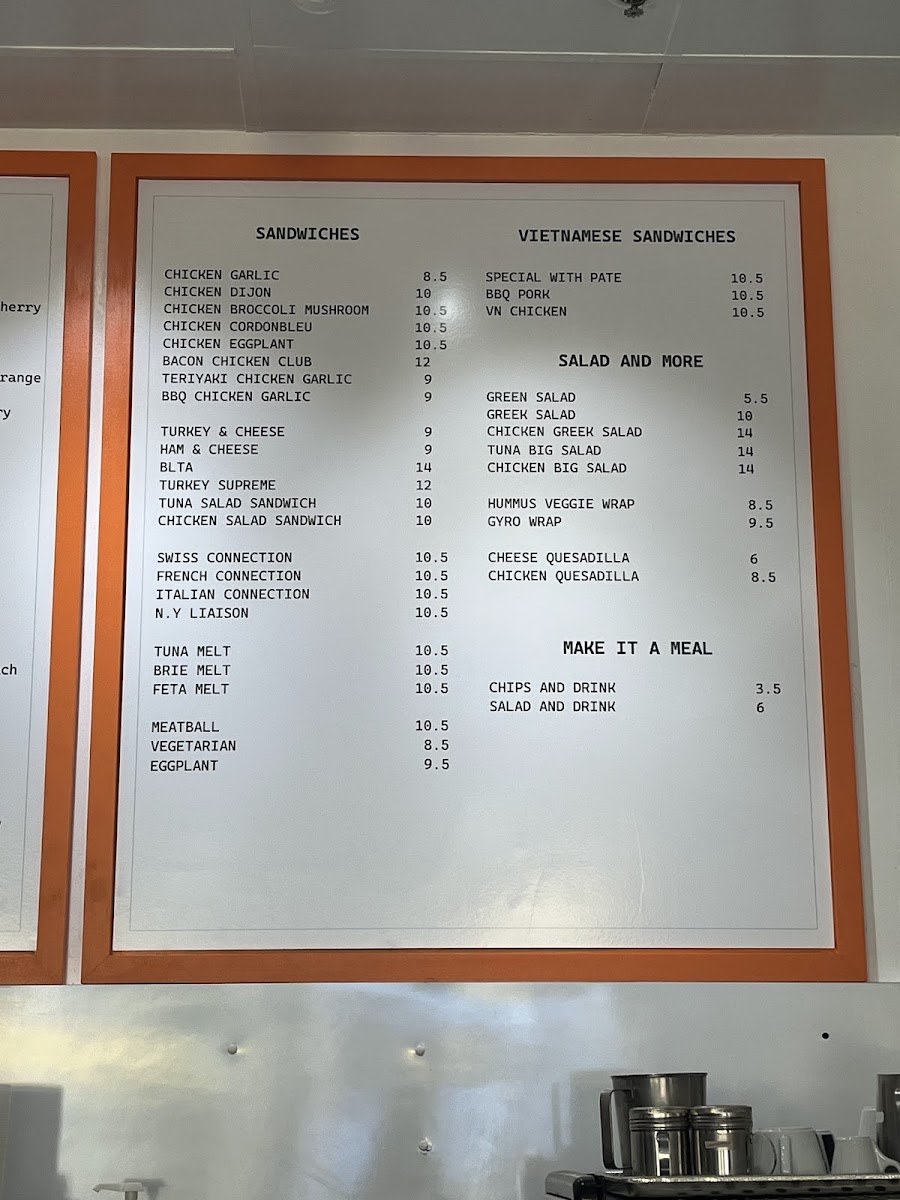 herry
range
ry
ch
SANDWICHES
CHICKEN GARLIC 8.5
CHICKEN DIJON 10
CHICKEN BROCCOLI MUSHROOM 10.5
CHICKEN CORDONBLEU 10.5
CHICKEN EGGPLANT 10.5
BACON CHICKEN CLUB 12
TERIYAKI CHICKEN GARLIC 9
BBQ CHICKEN GARLIC 9
TURKEY & CHEESE 9
HAM & CHEESE 9
BLTA 14
TURKEY SUPREME 12
TUNA SALAD SANDWICH 10
CHICKEN SALAD SANDWICH 10
SWISS CONNECTION 10.5
FRENCH CONNECTION 10.5
ITALIAN CONNECTION 10.5
N.Y LIAISON 10.5
TUNA MELT 10.5
BRIE MELT 10.5
FETA MELT 10.5
MEATBALL 10.5
VEGETARIAN 8.5
EGGPLANT 9.5
VIETNAMESE SANDWICHES
SPECIAL WITH PATE 10.5
BBQ PORK 10.5
VN CHICKEN 10.5
SALAD AND MORE
GREEN SALAD 5.5
GREEK SALAD 10
CHICKEN GREEK SALAD 14
TUNA BIG SALAD 14
CHICKEN BIG SALAD 14
HUMMUS VEGGIE WRAP 8.5
GYRO WRAP 9.5
CHEESE QUESADILLA 6
CHICKEN QUESADILLA 8.5
MAKE IT A MEAL
CHIPS AND DRINK 3.5
SALAD AND DRINK 6